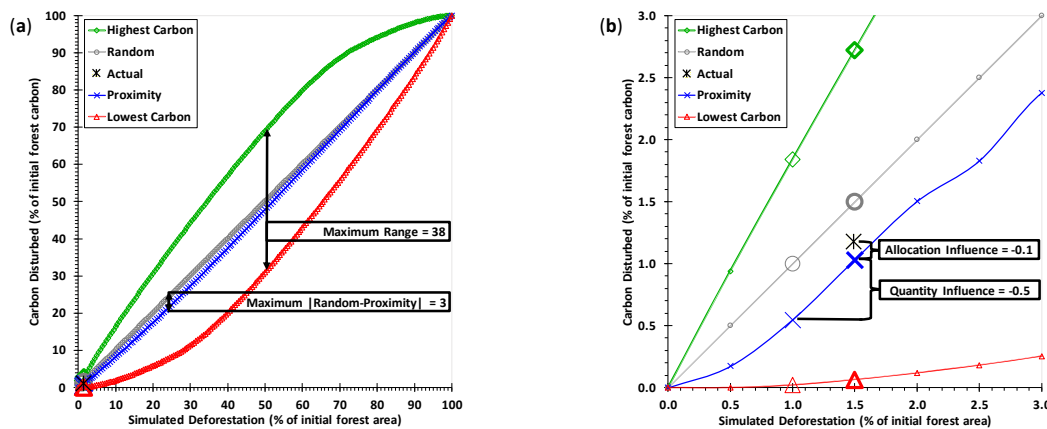 (a)
Highest Carbon
Random
Actual
Proximity
Lowest Carbon
Carbon Disturbed (% of initial forest carbon)
100
90
80
70
60
50
40
30
20
10
0
Maximum Range = 38
Maximum |Random-Proximity| = 3
0 10 20 30 40 50 60 70 80 90 100
Simulated Deforestation (% of initial forest area)
(b)
Highest Carbon
Random
Actual
Proximity
Lowest Carbon
Carbon Disturbed (% of initial forest carbon)
3.0
2.5
2.0
1.5
1.0
0.5
0.0
Allocation Influence = -0.1
Quantity Influence = -0.5
0.0 0.5 1.0 1.5 2.0 2.5 3.0
Simulated Deforestation (% of initial forest area)